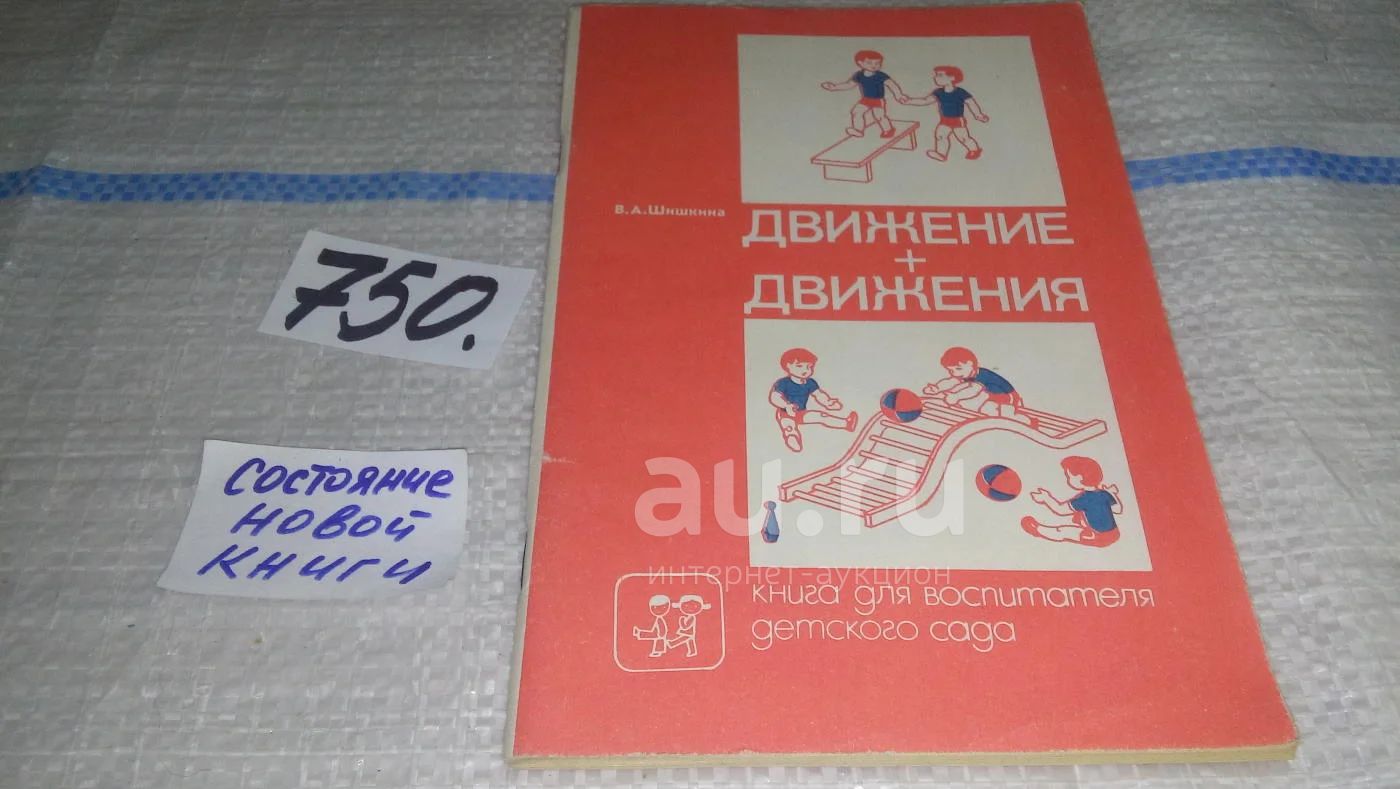 В.А.Шишкина
ДВИЖЕНИЕ
+
ДВИЖЕНИЯ
750.
состояние
новой
книги
au.ru
интернет-аукцион
книга для воспитателя
детского сада